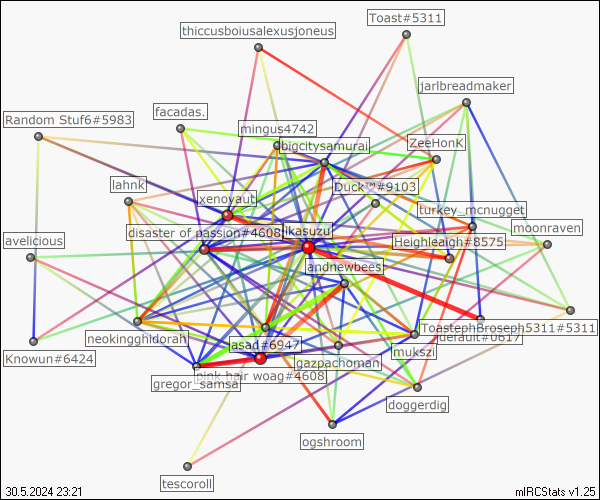 Toast#5311
thiccusboiusalexusjoneus
jarlbreadmaker
facadas.
Random Stuf6#5983
mingus4742
bigcitysamurai
ZeeHonK
lahnk
Duck™#9103
xenoyaut
turkey_mcnugget
moonraven
disaster of passion#4608
ikasuzu
avelicious
Heighleaigh#8575
andnewbees
ToastephBroseph5311#5311
default#0617
neokingghidorah
jasad#6947
mukszi
Knowun#6424
gazpachoman
pink hair woag#4608
gregor_samsa
doggerdig
ogshroom
tescoroll
30.5.2024 23:21
mIRCStats v1.25